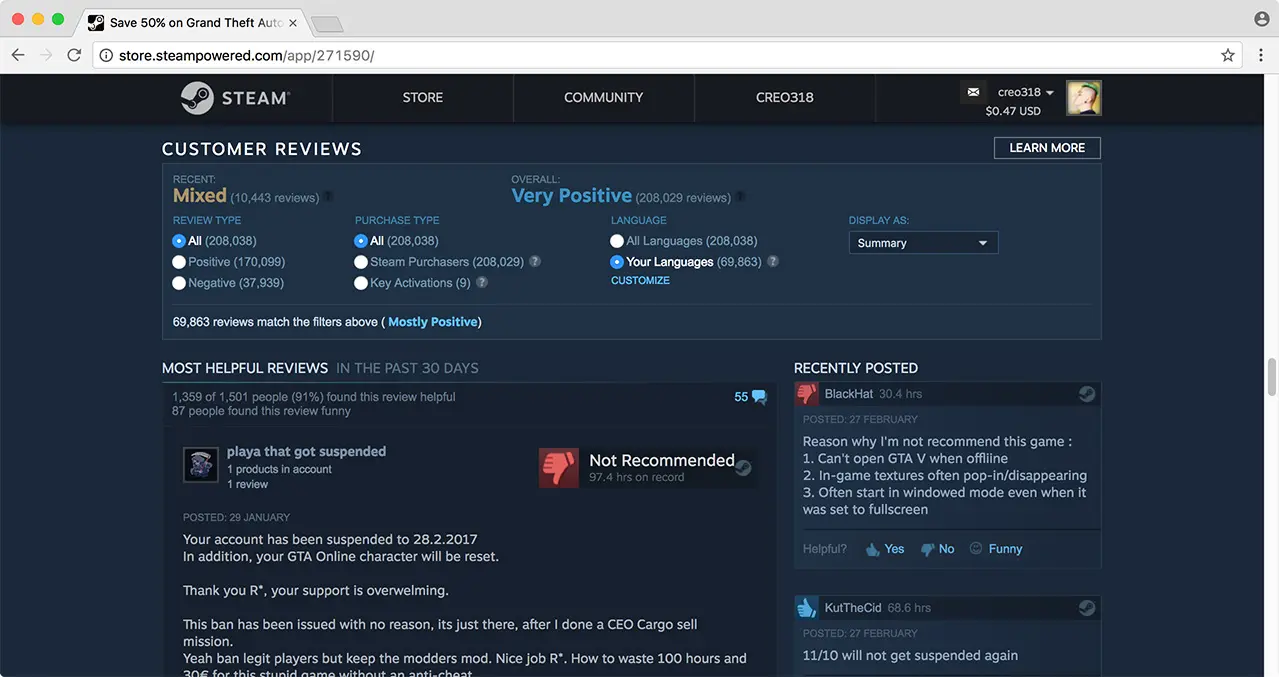 Save 50% on Grand Theft Auto
store.steampowered.com/app/271590/
STEAM
STORE
COMMUNITY
CREO318
creo318
$0.47 USD
CUSTOMER REVIEWS
LEARN MORE
RECENT:
Mixed (10,443 reviews)
OVERALL:
Very Positive (208,029 reviews)
REVIEW TYPE
All (208,038)
Positive (170,099)
Negative (37,939)
PURCHASE TYPE
All (208,038)
Steam Purchasers (208,029) ?
Key Activations (9) ?
LANGUAGE
All Languages (208,038)
Your Languages (69,863) ?
CUSTOMIZE
DISPLAY AS:
Summary
69,863 reviews match the filters above ( Mostly Positive)
MOST HELPFUL REVIEWS IN THE PAST 30 DAYS
1,359 of 1,501 people (91%) found this review helpful
87 people found this review funny
55
playa that got suspended
1 products in account
1 review
Not Recommended
97.4 hrs on record
POSTED: 29 JANUARY
Your account has been suspended to 28.2.2017
In addition, your GTA Online character will be reset.
Thank you R*, your support is overwelming.
This ban has been issued with no reason, its just there, after I done a CEO Cargo sell
mission.
Yeah ban legit players but keep the modders mod. Nice job R*. How to waste 100 hours and
30€ for this stupid game without an anti-cheat
RECENTLY POSTED
BlackHat 30.4 hrs
POSTED: 27 FEBRUARY
Reason why I'm not recommend this game :
1. Can't open GTA V when offliine
2. In-game textures often pop-in/disappearing
3. Often start in windowed mode even when it
was set to fullscreen
Helpful? Yes No Funny
KutTheCid 68.6 hrs
POSTED: 27 FEBRUARY
11/10 will not get suspended again